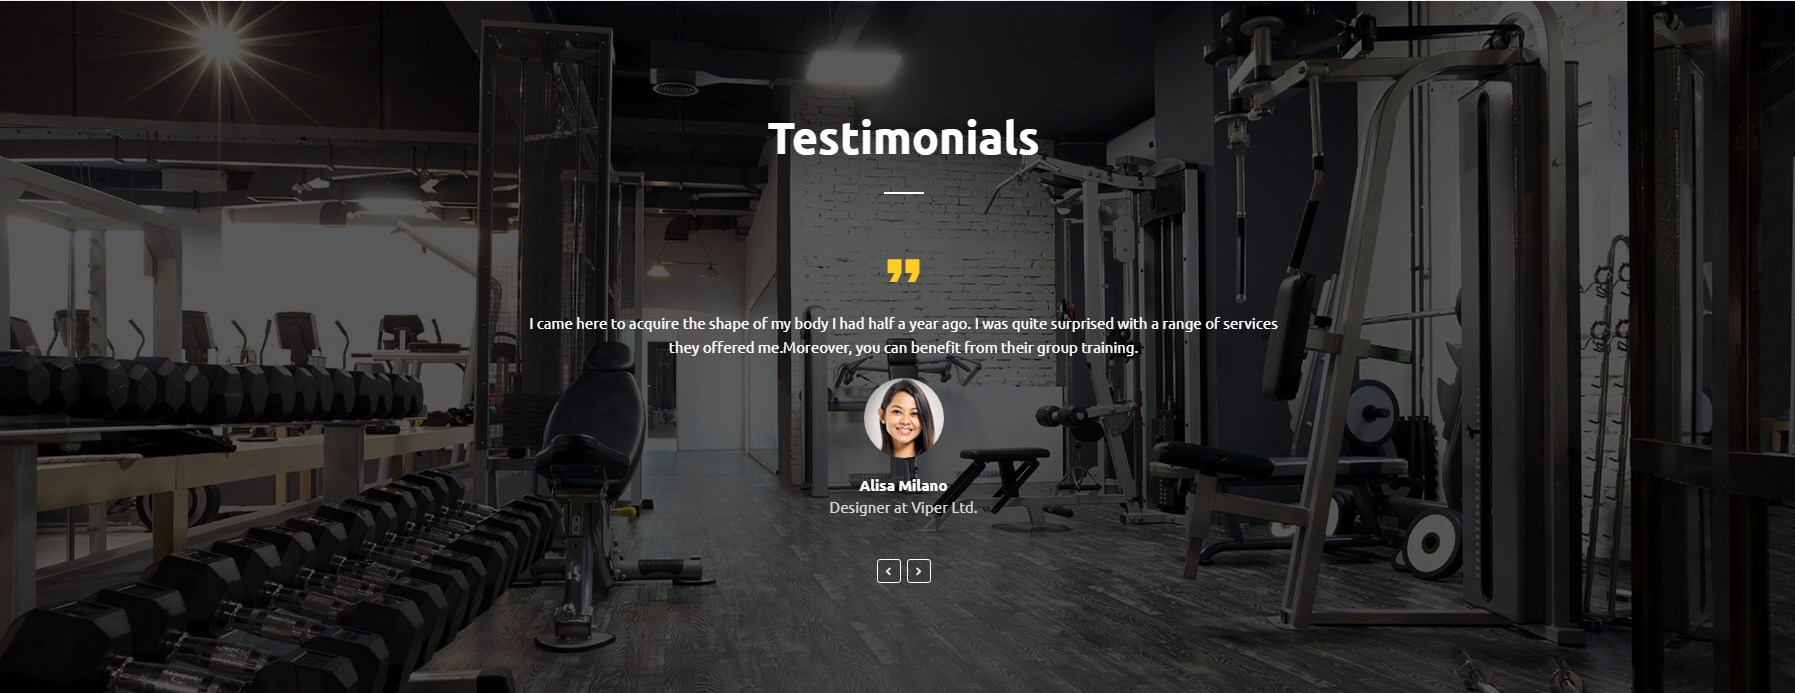 Testimonials
I came here to acquire the shape of my body I had half a year ago. I was quite surprised with a range of services
they offered me.Moreover, you can benefit from their group training.
Alisa Milano
Designer at Viper Ltd.